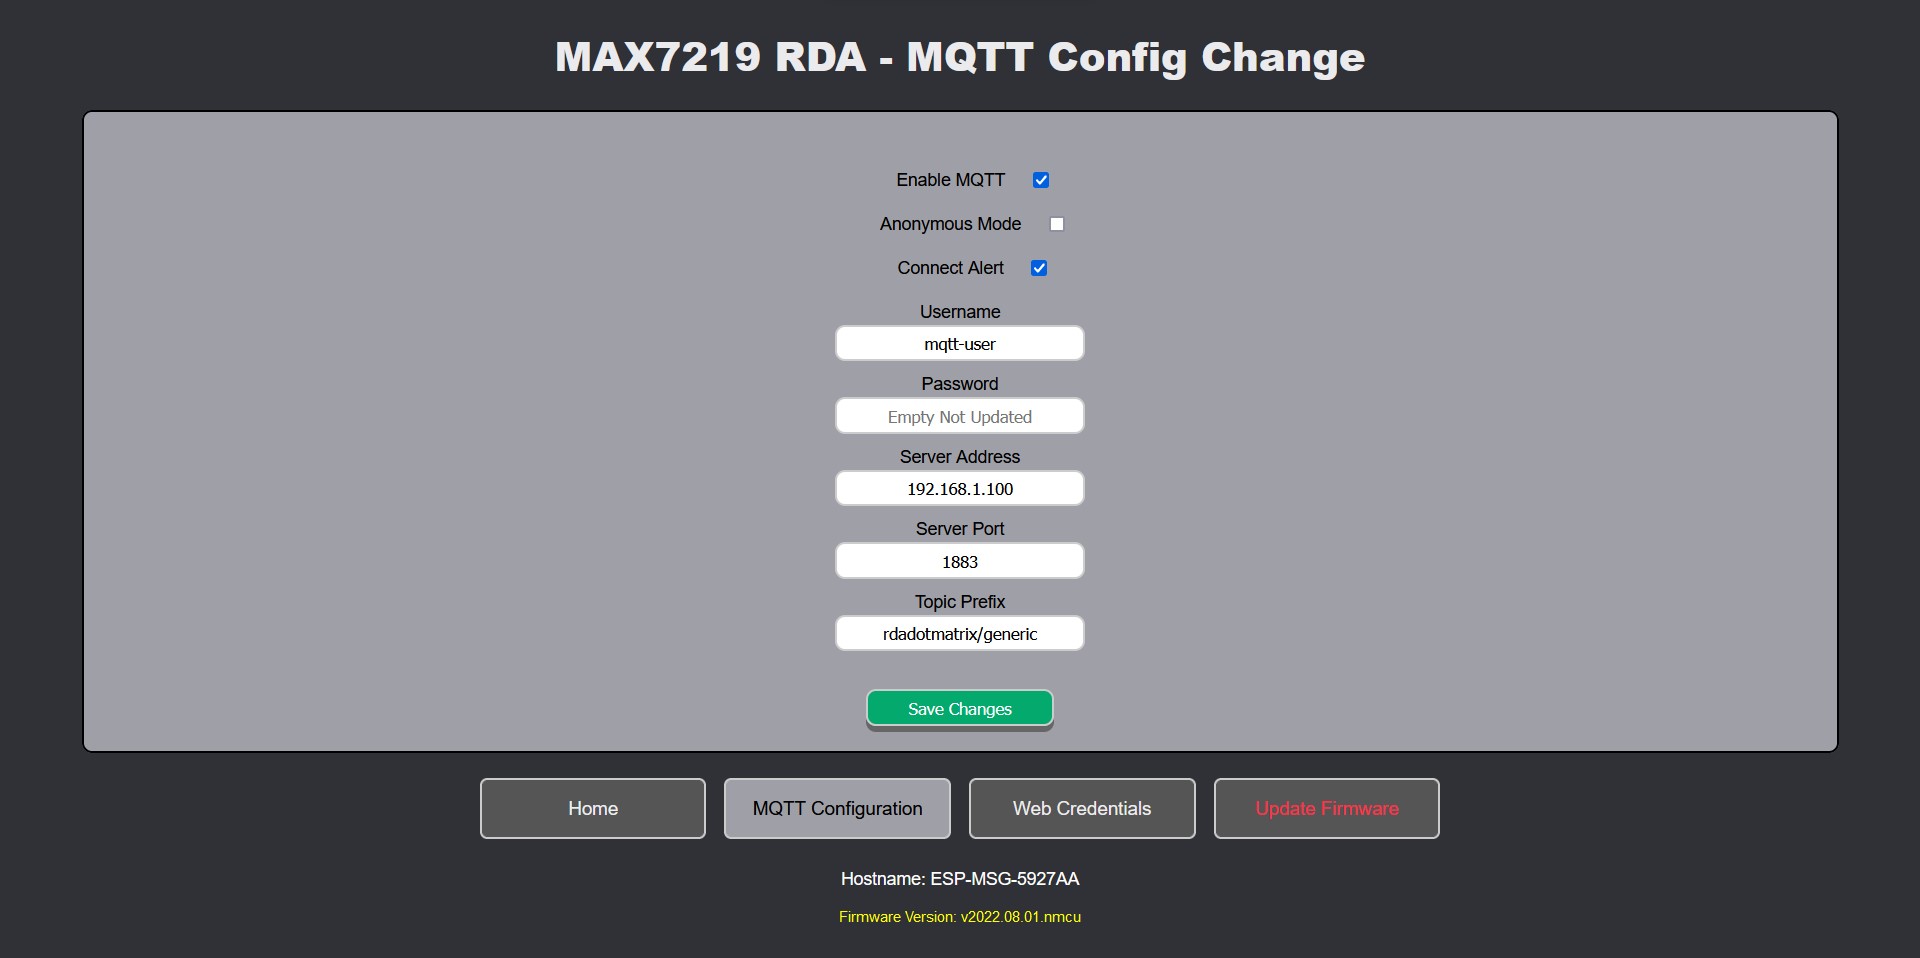 MAX7219 RDA - MQTT Config Change
Enable MQTT
Anonymous Mode
Connect Alert
Username
mqtt-user
Password
Empty Not Updated
Server Address
192.168.1.100
Server Port
1883
Topic Prefix
rdadotmatrix/generic
Save Changes
Home
MQTT Configuration
Web Credentials
Update Firmware
Hostname: ESP-MSG-5927AA
Firmware Version: v2022.08.01.nmcu